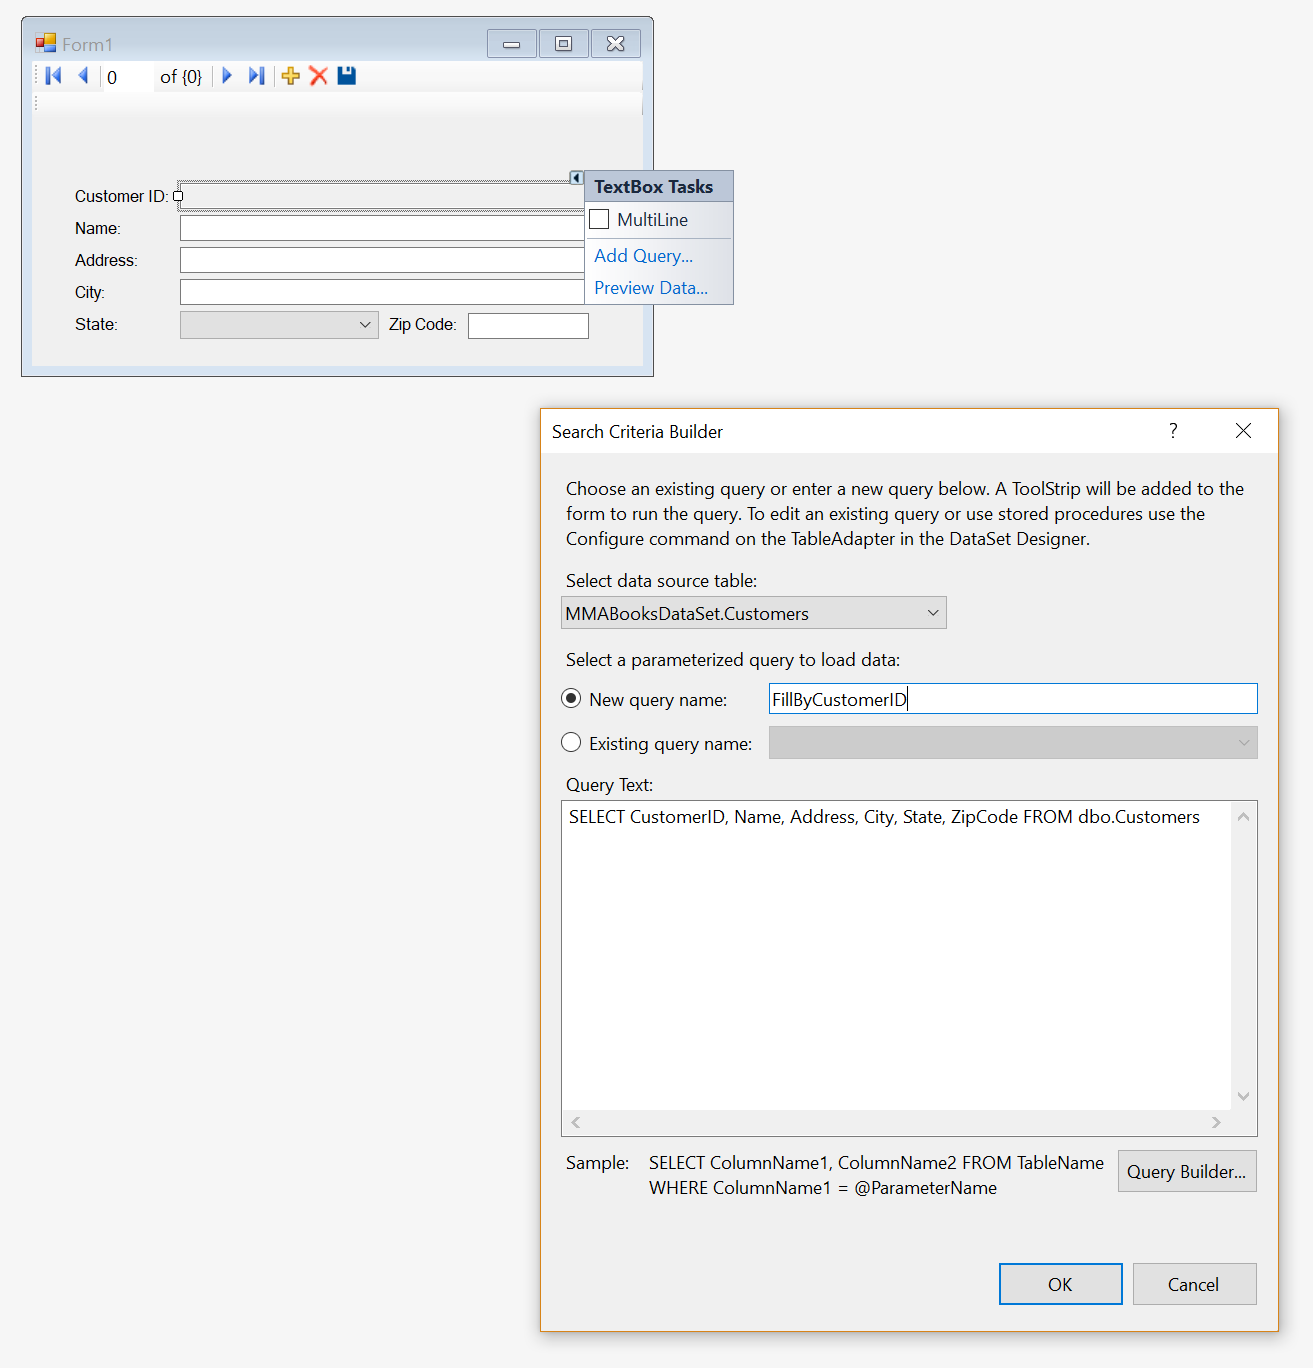 Form1
0 of {0}
Customer ID:
Name:
Address:
City:
State: Zip Code:
TextBox Tasks
MultiLine
Add Query...
Preview Data...
Search Criteria Builder ?
Choose an existing query or enter a new query below. A ToolStrip will be added to the
form to run the query. To edit an existing query or use stored procedures use the
Configure command on the TableAdapter in the DataSet Designer.
Select data source table:
MMABooksDataSet.Customers
Select a parameterized query to load data:
New query name: FillByCustomerID
Existing query name:
Query Text:
SELECT CustomerID, Name, Address, City, State, ZipCode FROM dbo.Customers
Sample: SELECT ColumnName1, ColumnName2 FROM TableName
WHERE ColumnName1 = @ParameterName
Query Builder...
OK Cancel